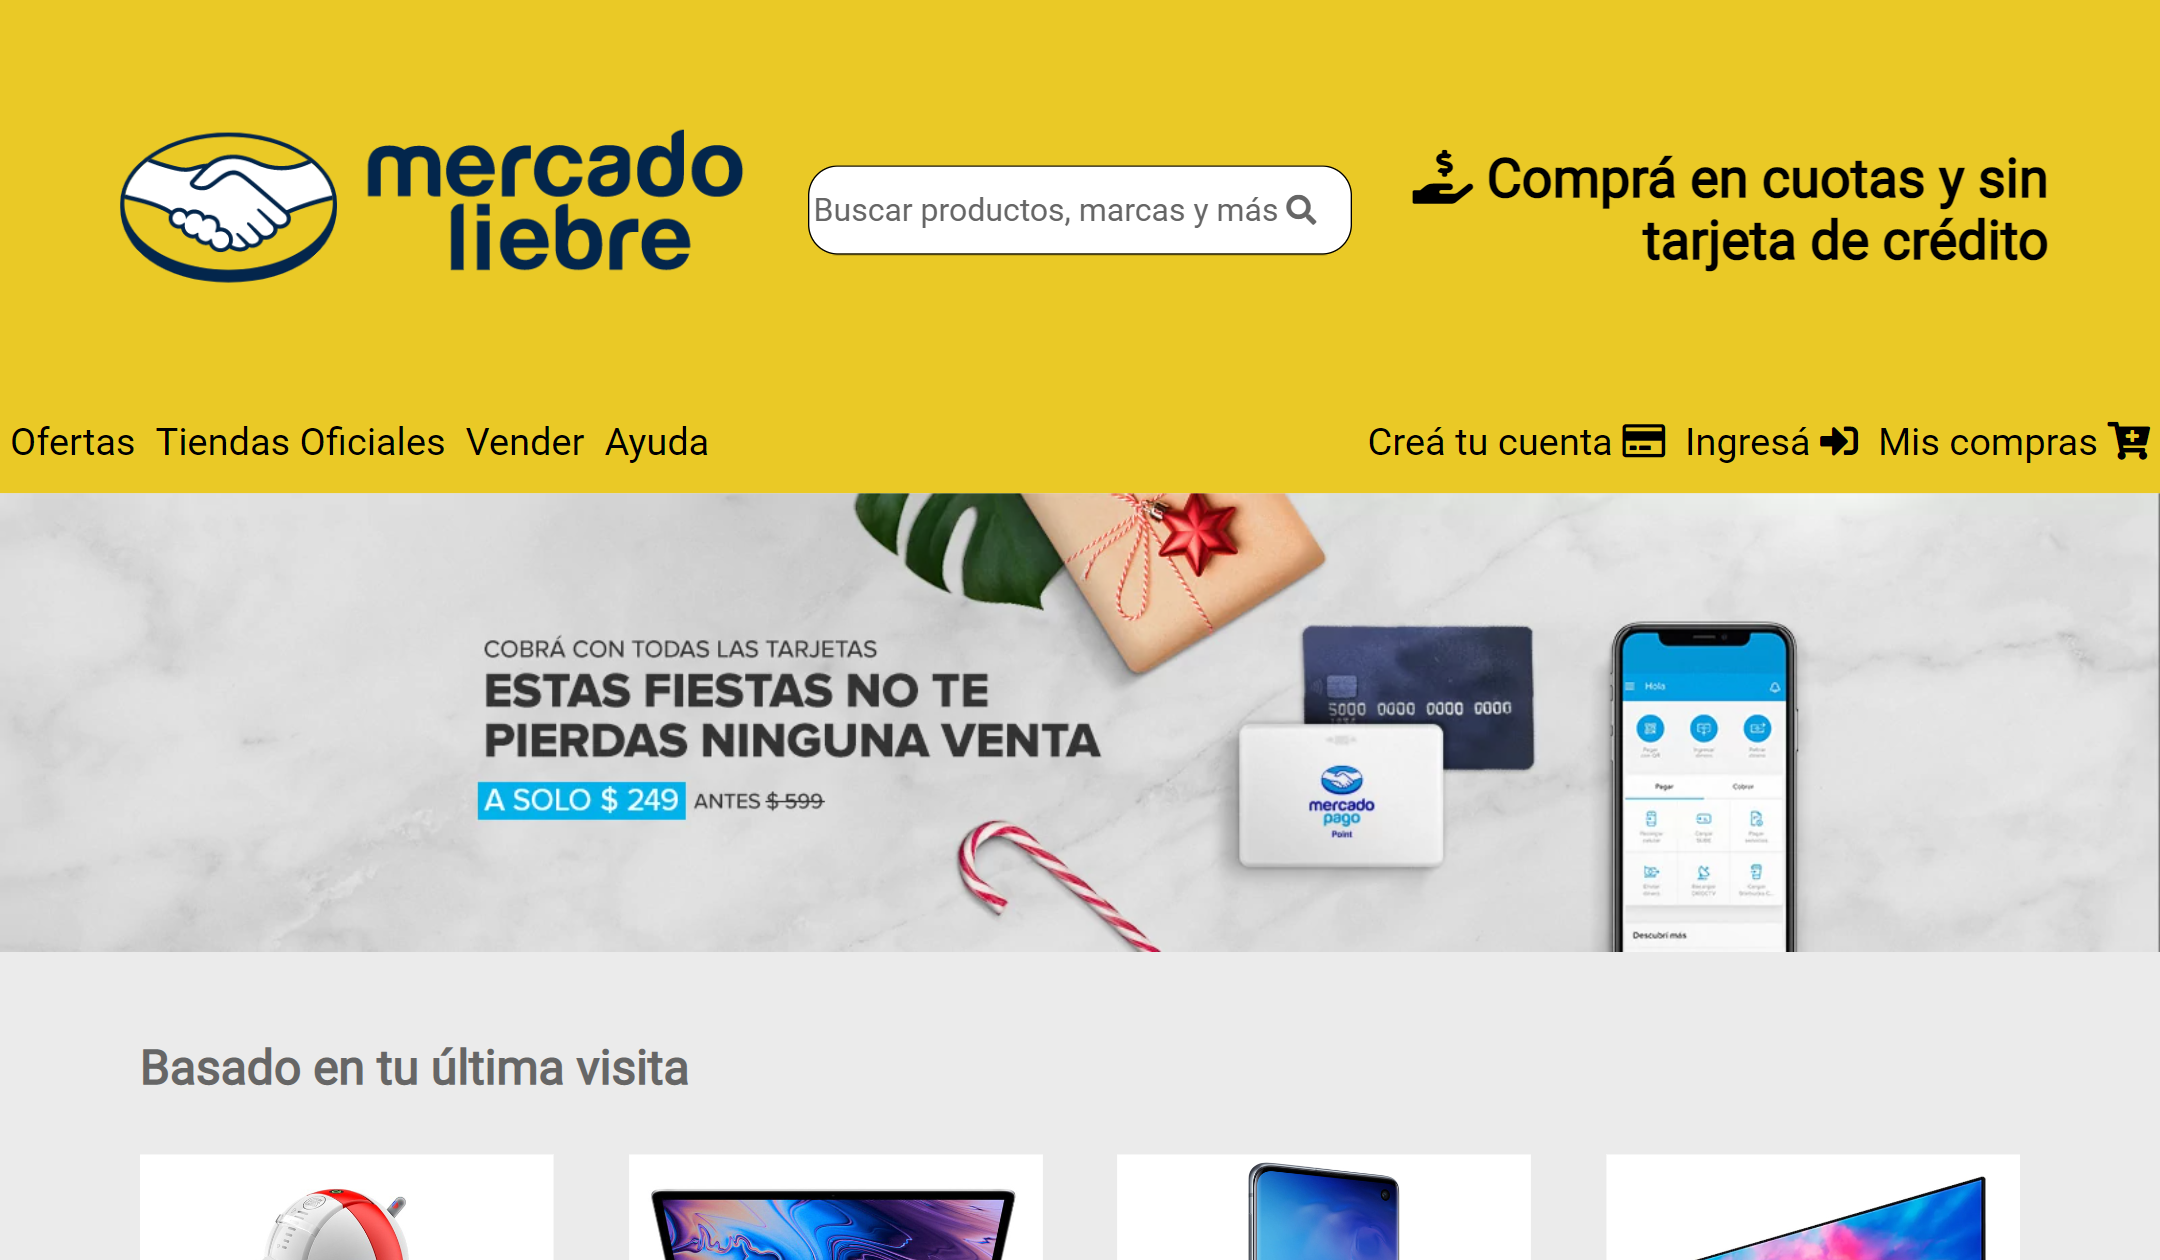 mercado
liebre
Buscar productos, marcas y más
Comprá en cuotas y sin
tarjeta de crédito
Ofertas Tiendas Oficiales Vender Ayuda
Creá tu cuenta Ingresá Mis compras
COBRÁ CON TODAS LAS TARJETAS
ESTAS FIESTAS NO TE
PIERDAS NINGUNA VENTA
A SOLO $ 249 ANTES $ 599
5000 0000 0000 0000
mercado
pago
Point
Hola
Pagar Cobrar
Descubrí más
Basado en tu última visita